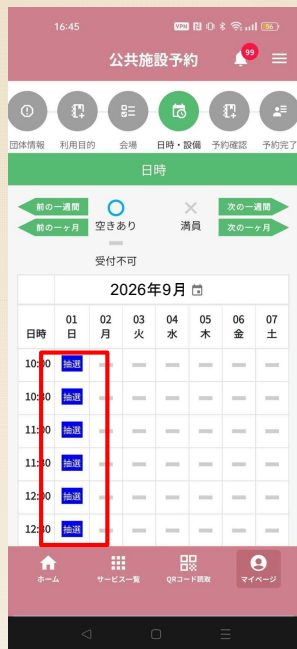 16:45
VPN
56
公共施設予約
99
団体情報 利用目的 会場 日時・設備 予約確認 予約完了
日時
前の一週間 次の一週間
前の一ヶ月 空きあり 満員 次の一ヶ月
受付不可
2026年9月
01 02 03 04 05 06 07
日時 日 月 火 水 木 金 土
10:00 抽選
10:30 抽選
11:00 抽選
11:30 抽選
12:00 抽選
12:30 抽選
ホーム サービス一覧 QRコード読取 マイページ